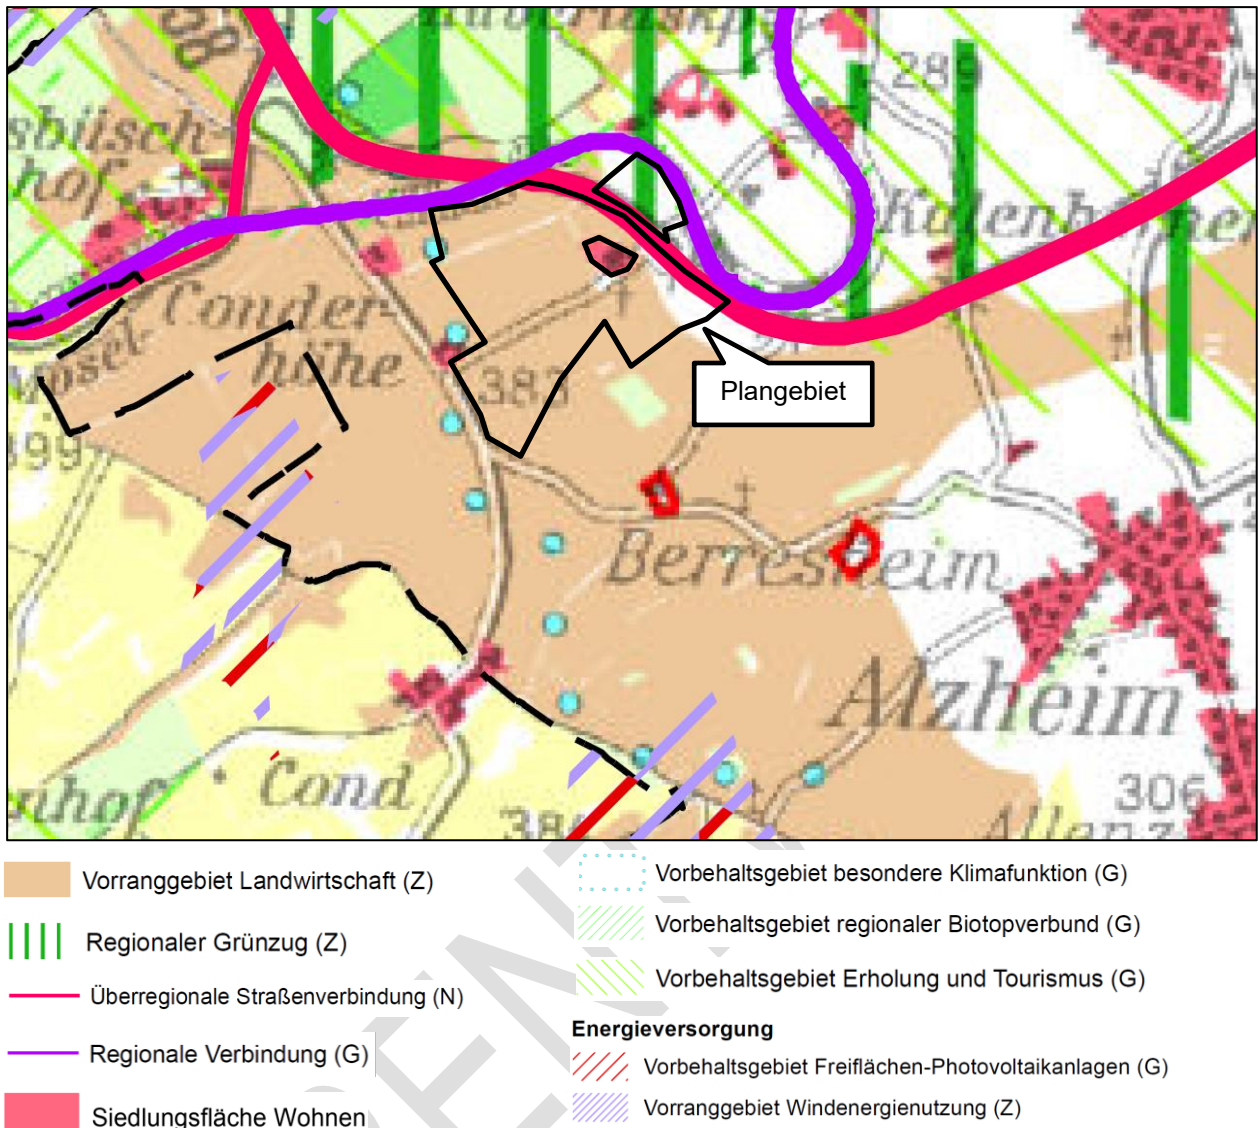 289
Conder-
höhe
383
Plangebiet
Berresheim
Alzheim
Cond
306
Vorranggebiet Landwirtschaft (Z)
Regionaler Grünzug (Z)
Überregionale Straßenverbindung (N)
Regionale Verbindung (G)
Siedlungsfläche Wohnen
Vorbehaltsgebiet besondere Klimafunktion (G)
Vorbehaltsgebiet regionaler Biotopverbund (G)
Vorbehaltsgebiet Erholung und Tourismus (G)
Energieversorgung
Vorbehaltsgebiet Freiflächen-Photovoltaikanlagen (G)
Vorranggebiet Windenergienutzung (Z)